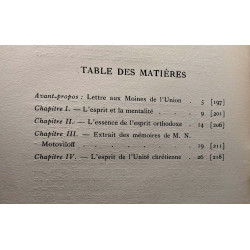 TABLE DES MATIÈRES
Avant-propos : Lettre aux Moines de l'Union . 5 [197]
Chapitre I. — L'esprit et la mentalité . . . 9 [201]
Chapitre II. — L'essence de l'esprit orthodoxe . 14 [206]
Chapitre III. — Extrait des mémoires de M. N.
Motoviloff . . . . . . . . 19 [211]
Chapitre IV. — L'esprit de l'Unité chrétienne . . 26 [218]